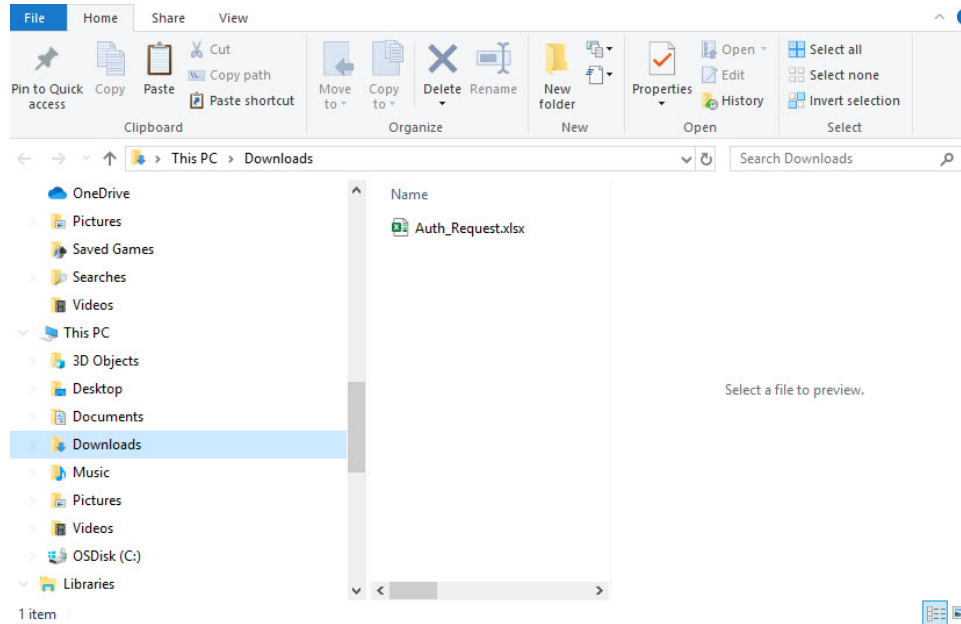 File Home Share View
Pin to Quick access
Copy
Paste
Cut
Copy path
Paste shortcut
Move to
Copy to
Delete
Rename
New folder
Properties
Open
Edit
History
Select all
Select none
Invert selection
Clipboard Organize New Open Select
This PC > Downloads
Search Downloads
OneDrive
Pictures
Saved Games
Searches
Videos
This PC
3D Objects
Desktop
Documents
Downloads
Music
Pictures
Videos
OSDisk (C:)
Libraries
Name
Auth_Request.xlsx
Select a file to preview.
1 item